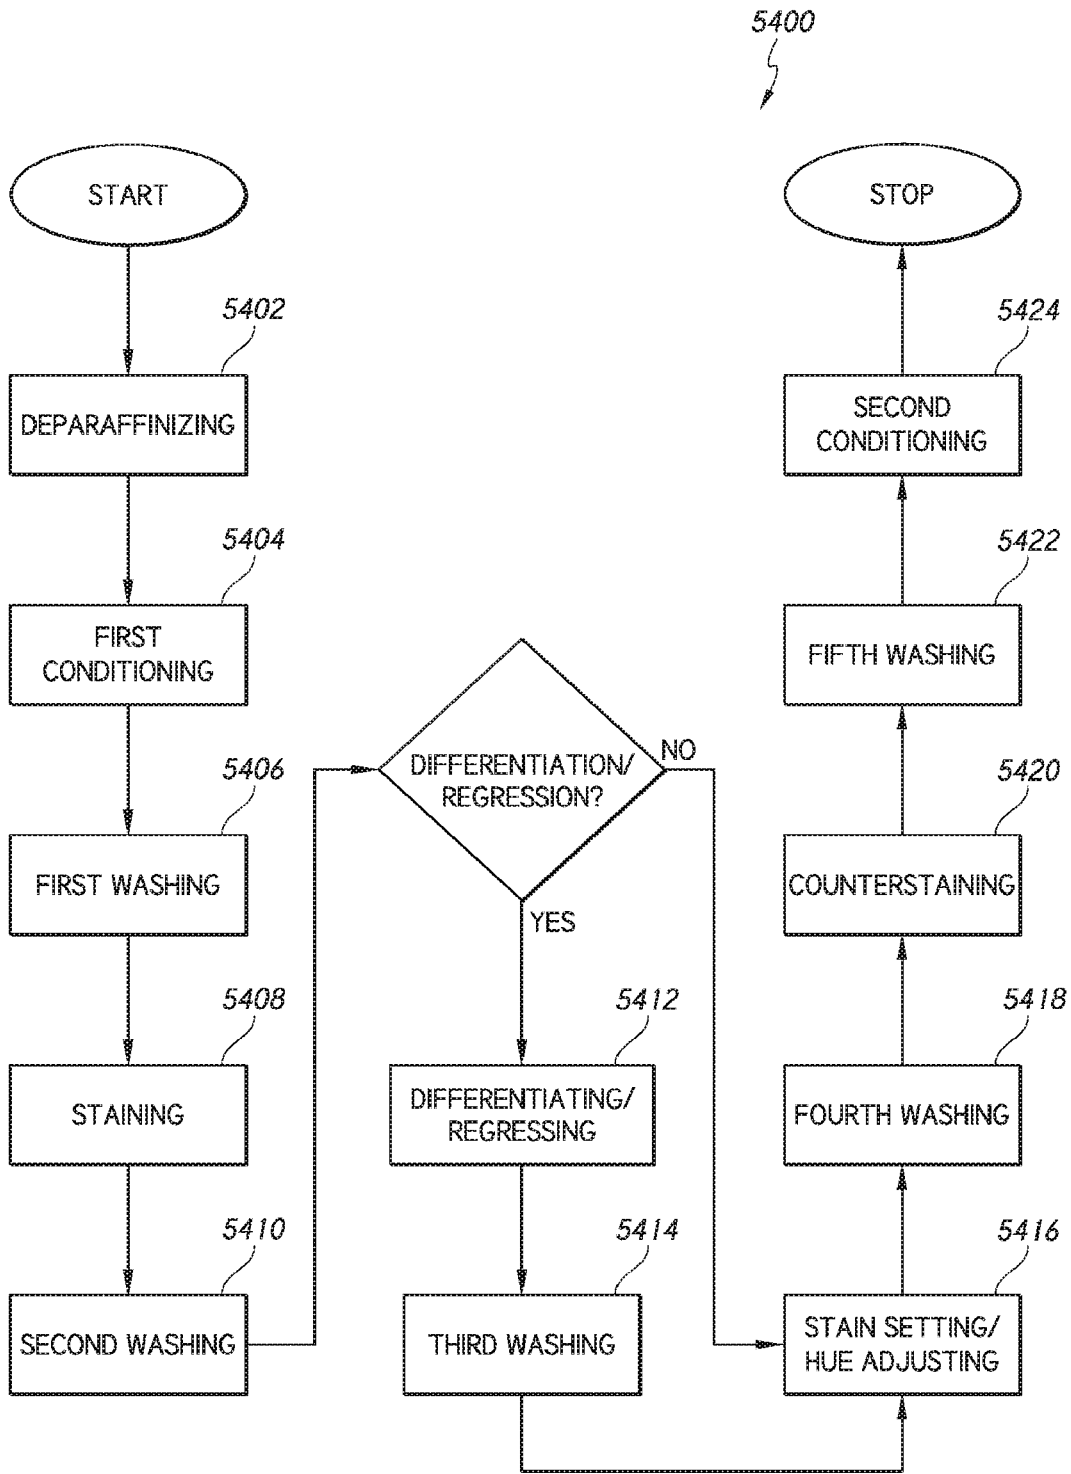 5400
START
5402
DEPARAFFINIZING
5404
FIRST
CONDITIONING
5406
FIRST WASHING
5408
STAINING
5410
SECOND WASHING
DIFFERENTIATION/
REGRESSION?
NO
YES
5412
DIFFERENTIATING/
REGRESSING
5414
THIRD WASHING
5416
STAIN SETTING/
HUE ADJUSTING
5418
FOURTH WASHING
5420
COUNTERSTAINING
5422
FIFTH WASHING
5424
SECOND
CONDITIONING
STOP